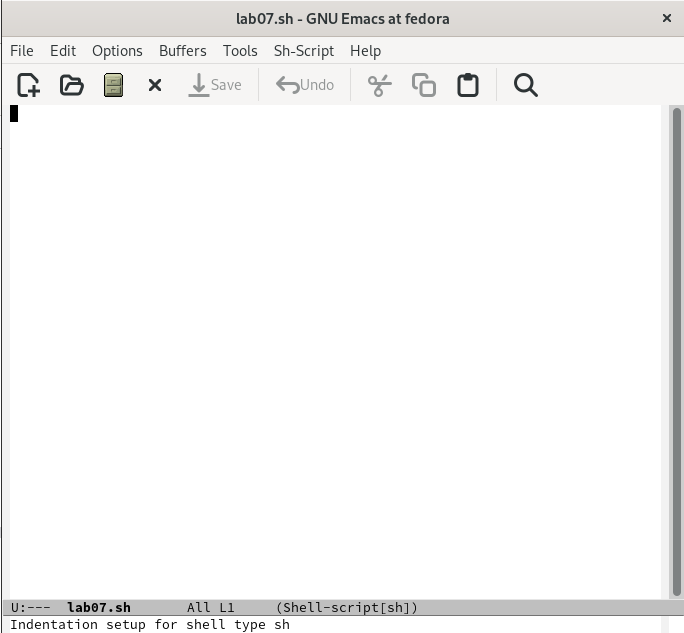 lab07.sh - GNU Emacs at fedora ×
File Edit Options Buffers Tools Sh-Script Help
Save Undo
U:--- lab07.sh All L1 (Shell-script[sh])
Indentation setup for shell type sh